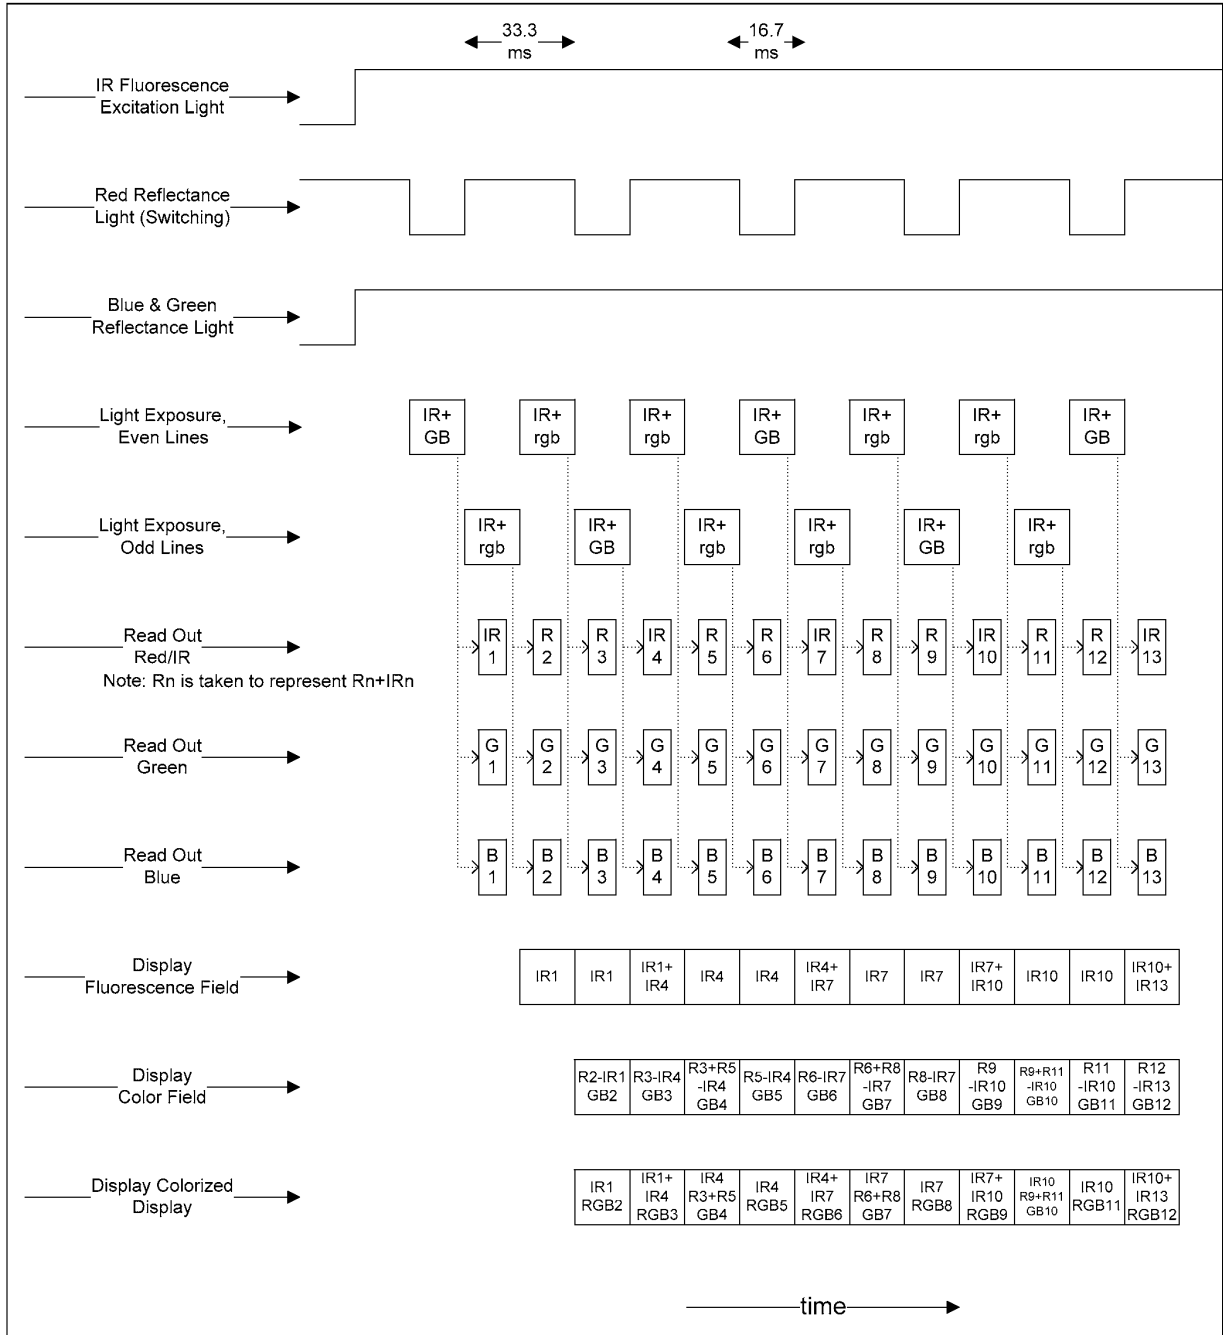 33.3
ms
16.7
ms
IR Fluorescence
Excitation Light
Red Reflectance
Light (Switching)
Blue & Green
Reflectance Light
Light Exposure,
Even Lines
IR+ IR+ IR+ IR+ IR+ IR+ IR+
GB rgb rgb GB rgb rgb GB
Light Exposure,
Odd Lines
IR+ IR+ IR+ IR+ IR+ IR+
rgb GB rgb rgb GB rgb
Read Out
Red/IR
Note: Rn is taken to represent Rn+IRn
IR R R IR R R IR R R IR R R IR
1 2 3 4 5 6 7 8 9 10 11 12 13
Read Out
Green
G G G G G G G G G G G G G
1 2 3 4 5 6 7 8 9 10 11 12 13
Read Out
Blue
B B B B B B B B B B B B B
1 2 3 4 5 6 7 8 9 10 11 12 13
Display
Fluorescence Field
IR1
IR1
IR1+
IR4
IR4
IR4
IR4+
IR7
IR7
IR7
IR7+
IR10
IR10
IR10
IR10+
IR13
Display
Color Field
R2-IR1
GB2
R3-IR4
GB3
R3+R5
-IR4
GB4
R5-IR4
GB5
R6-IR7
GB6
R6+R8
-IR7
GB7
R8-IR7
GB8
R9
-IR10
GB9
R9+R11
-IR10
GB10
R11
-IR10
GB11
R12
-IR13
GB12
Display Colorized
Display
IR1
RGB2
IR1+
IR4
RGB3
IR4
R3+R5
GB4
IR4
RGB5
IR4+
IR7
RGB6
IR7
R6+R8
GB7
IR7
RGB8
IR7+
IR10
RGB9
IR10
R9+R11
GB10
IR10
RGB11
IR10+
IR13
RGB12
time